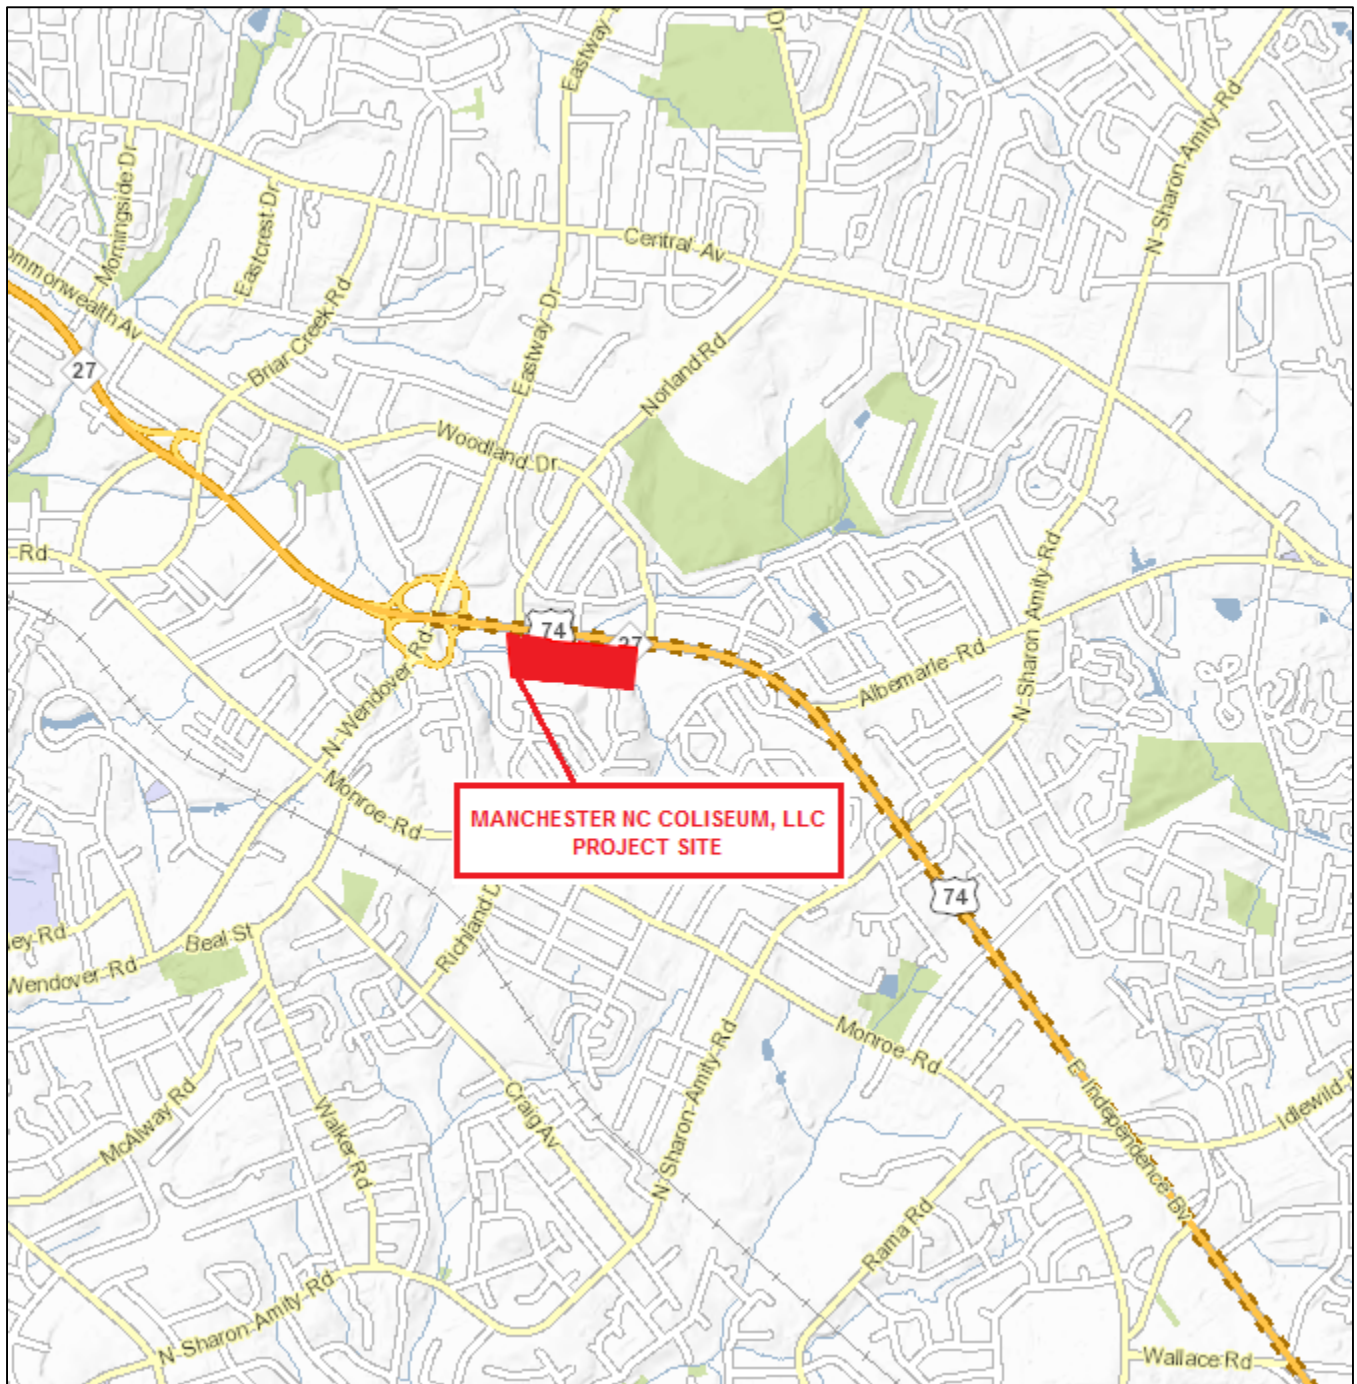 Eastway
Dr
N Sharon Amity Rd
Morningside Dr
Eastcrest Dr
Central Av
ommonwealth Av
Briar Creek Rd
Eastway Dr
Norland Rd
27
Woodland Dr
Rd
74
27
N Wendover Rd
N Sharon Amity Rd
Albemarle Rd
Monroe Rd
MANCHESTER NC COLISEUM, LLC
PROJECT SITE
74
Richland D
ey Rd
Beal St
Wendover Rd
Monroe Rd
N Sharon Amity Rd
E Independence Bv
Idlewild
McAlway Rd
Walker Rd
Craig Av
Rama Rd
N Sharon Amity Rd
Wallace Rd